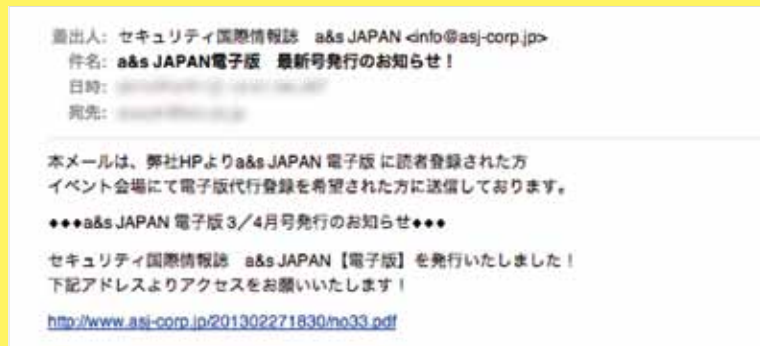 差出人: セキュリティ国際情報誌　a&s JAPAN <info@asj-corp.jp>
件名: a&s JAPAN電子版　最新号発行のお知らせ！
日時:
宛先:
本メールは、弊社HPよりa&s JAPAN 電子版 に読者登録された方
イベント会場にて電子版代行登録を希望された方に送信しております。
◆◆◆a&s JAPAN 電子版 3／4月号発行のお知らせ◆◆◆
セキュリティ国際情報誌　a&s JAPAN【電子版】を発行いたしました！
下記アドレスよりアクセスをお願いいたします！
http://www.asj-corp.jp/201302271830/no33.pdf